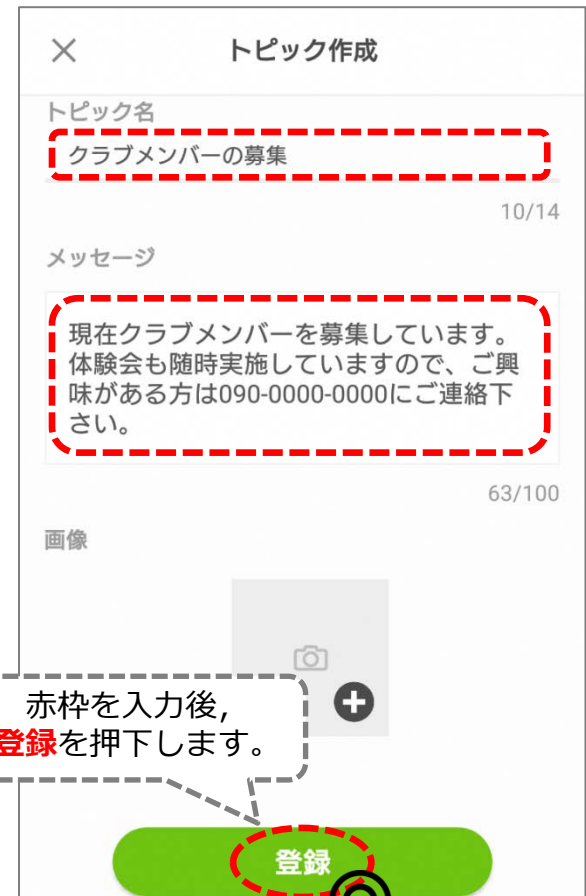 トピック作成
トピック名
クラブメンバーの募集
10/14
メッセージ
現在クラブメンバーを募集しています。
体験会も随時実施していますので、ご興
味がある方は090-0000-0000にご連絡下
さい。
63/100
画像
赤枠を入力後,
登録を押下します。
登録